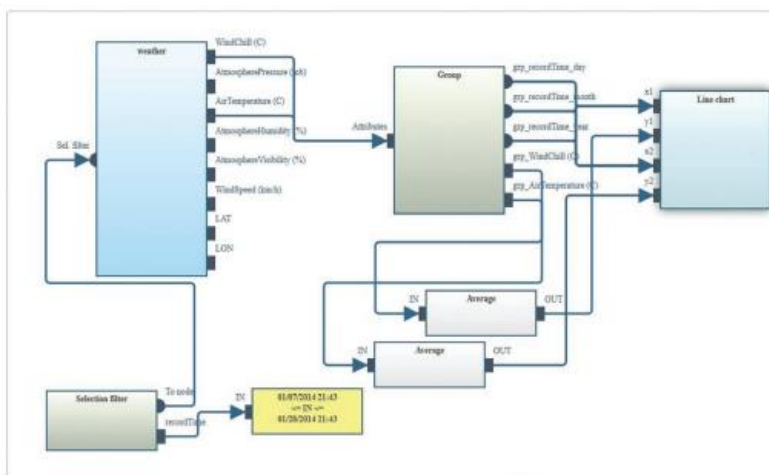 weather
Sel. filter
WindChill (C)
AtmospherePressure (mb)
AirTemperature (C)
AtmosphereHumidity (%)
AtmosphereVisibility (%)
WindSpeed (km/h)
LAT
LON
Group
Attributes
grp_recordTime_day
grp_recordTime_month
grp_recordTime_year
grp_WindChill (C)
grp_AirTemperature (C)
Line chart
x1
y1
x2
y2
IN
Average
OUT
IN
Average
OUT
Selection filter
To node
recordTime
IN
01/07/2014 21:43
<= IN <=
01/28/2014 21:43